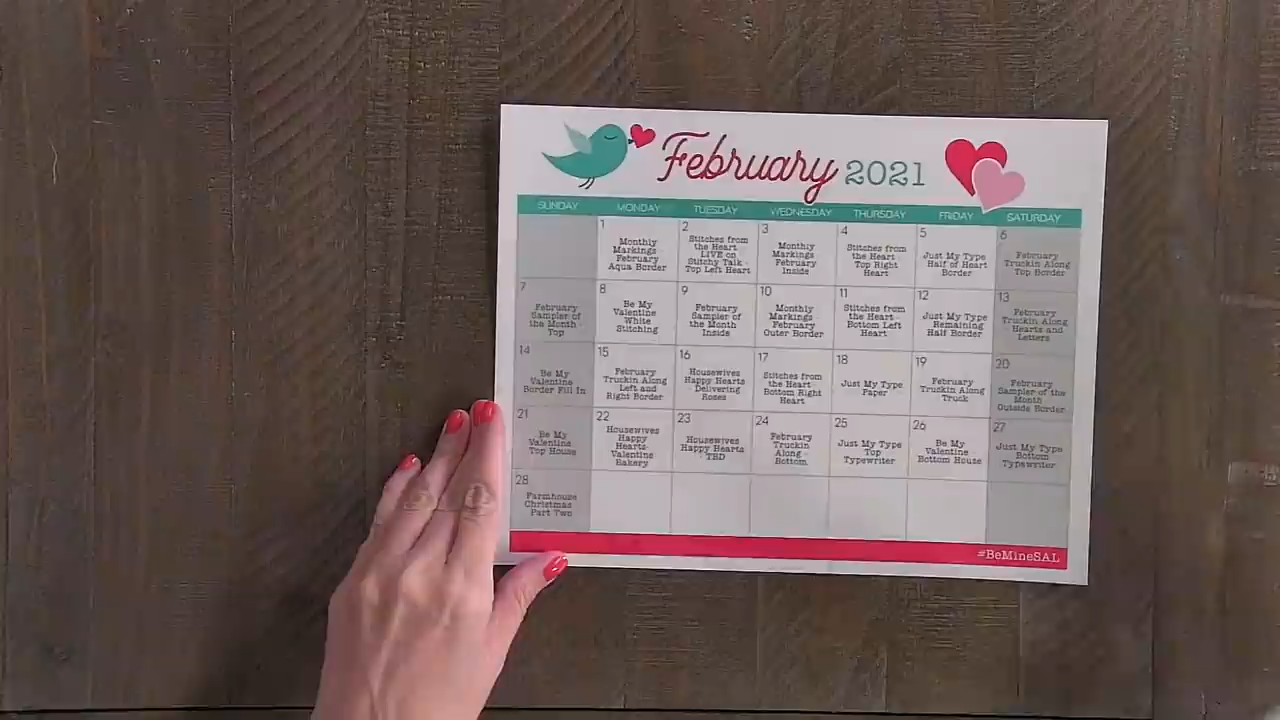 February 2021
SUNDAY MONDAY TUESDAY WEDNESDAY THURSDAY FRIDAY SATURDAY
1
Monthly
Markings
February
Aqua Border
2
Stitches from
the Heart
LIVE on
Stitchy Talk -
Top Left Heart
3
Monthly
Markings
February
Inside
4
Stitches from
the Heart -
Top Right
Heart
5
Just My Type
Half of Heart
Border
6
February
Truckin Along
Top Border
7
February
Sampler of
the Month -
Top
8
Be My
Valentine
White
Stitching
9
February
Sampler of
the Month
Inside
10
Monthly
Markings
February
Outer Border
11
Stitches from
the Heart -
Bottom Left
Heart
12
Just My Type
Remaining
Half Border
13
February
Truckin Along
Hearts and
Letters
14
Be My
Valentine
Border Fill In
15
February
Truckin Along
Left and
Right Border
16
Housewives
Happy Hearts
- Delivering
Roses
17
Stitches from
the Heart -
Bottom Right
Heart
18
Just My Type
Paper
19
February
Truckin Along
Truck
20
February
Sampler of the
Month
Outside Border
21
Be My
Valentine
Top House
22
Housewives
Happy
Hearts-
Valentine
Bakery
23
Housewives
Happy Hearts
- TBD
24
February
Truckin
Along -
Bottom
25
Just My Type
Top
Typewriter
26
Be My
Valentine
Bottom House
27
Just My Type
Bottom
Typewriter
28
Farmhouse
Christmas
Part Two
#BeMineSAL